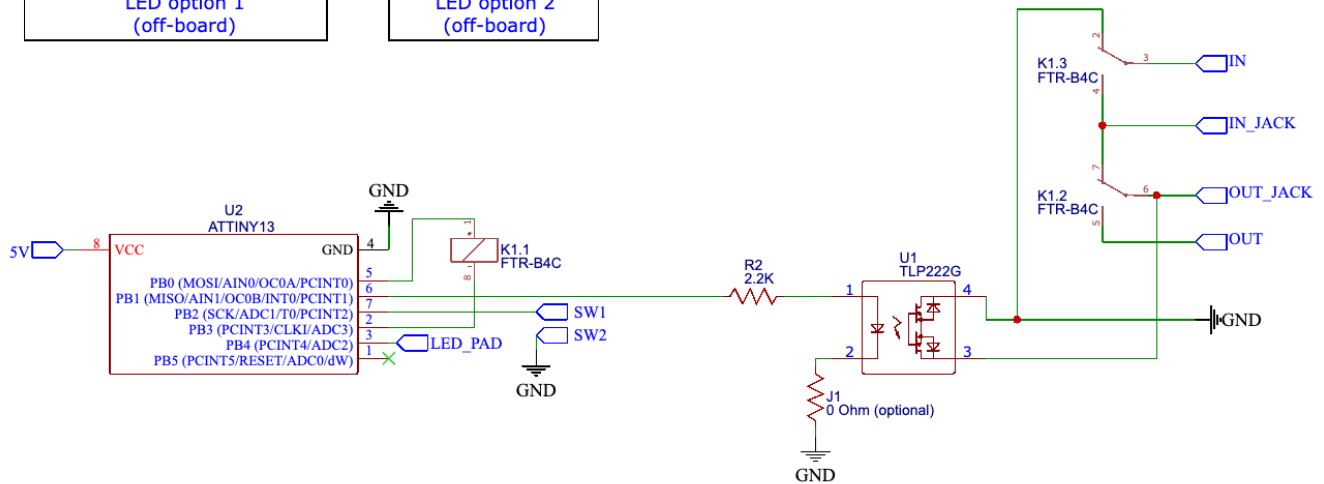 LED option 1
(off-board)
LED option 2
(off-board)
2
K1.3
FTR-B4C
3
IN
4
IN_JACK
7
K1.2
FTR-B4C
6
OUT_JACK
5
OUT
GND
U2
ATTINY13
5V
8
VCC
GND
4
1
+
K1.1
FTR-B4C
8
-
PB0 (MOSI/AIN0/OC0A/PCINT0)
5
PB1 (MISO/AIN1/OC0B/INT0/PCINT1)
6
PB2 (SCK/ADC1/T0/PCINT2)
7
PB3 (PCINT3/CLKI/ADC3)
2
PB4 (PCINT4/ADC2)
3
PB5 (PCINT5/RESET/ADC0/dW)
1
SW1
SW2
LED_PAD
GND
R2
2.2K
U1
TLP222G
1
4
2
3
GND
J1
0 Ohm (optional)
GND